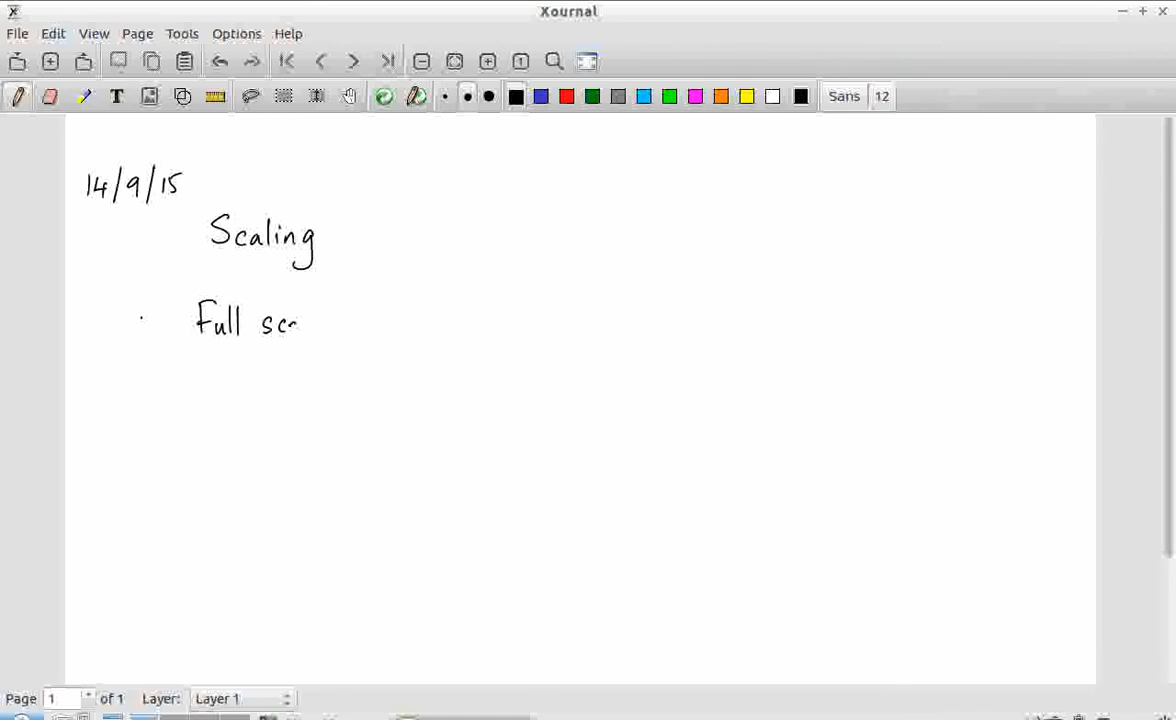 Xournal
File Edit View Page Tools Options Help
T Sans 12
14/9/15
Scaling
Full sc
Page 1 of 1 Layer: Layer 1